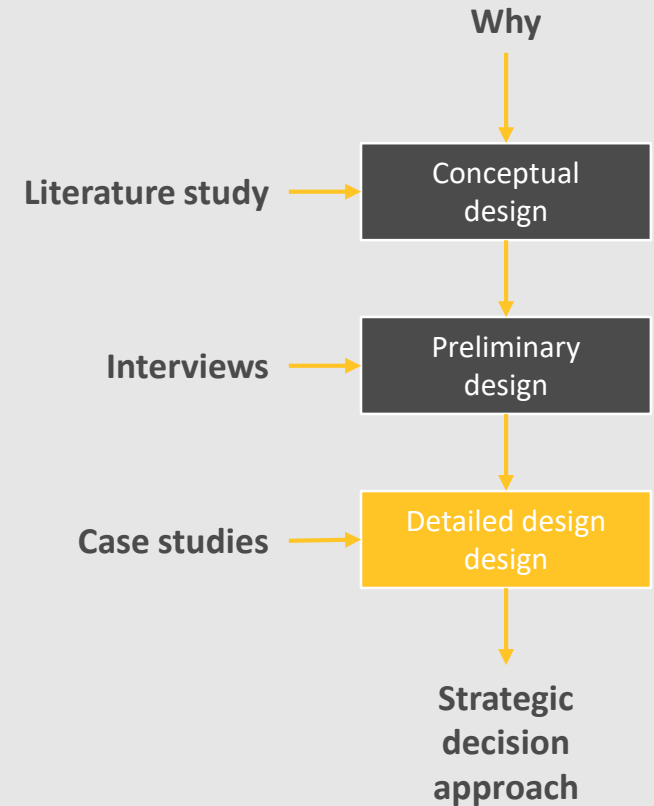 Why
Literature study
Conceptual
design
Interviews
Preliminary
design
Case studies
Detailed design
design
Strategic
decision
approach